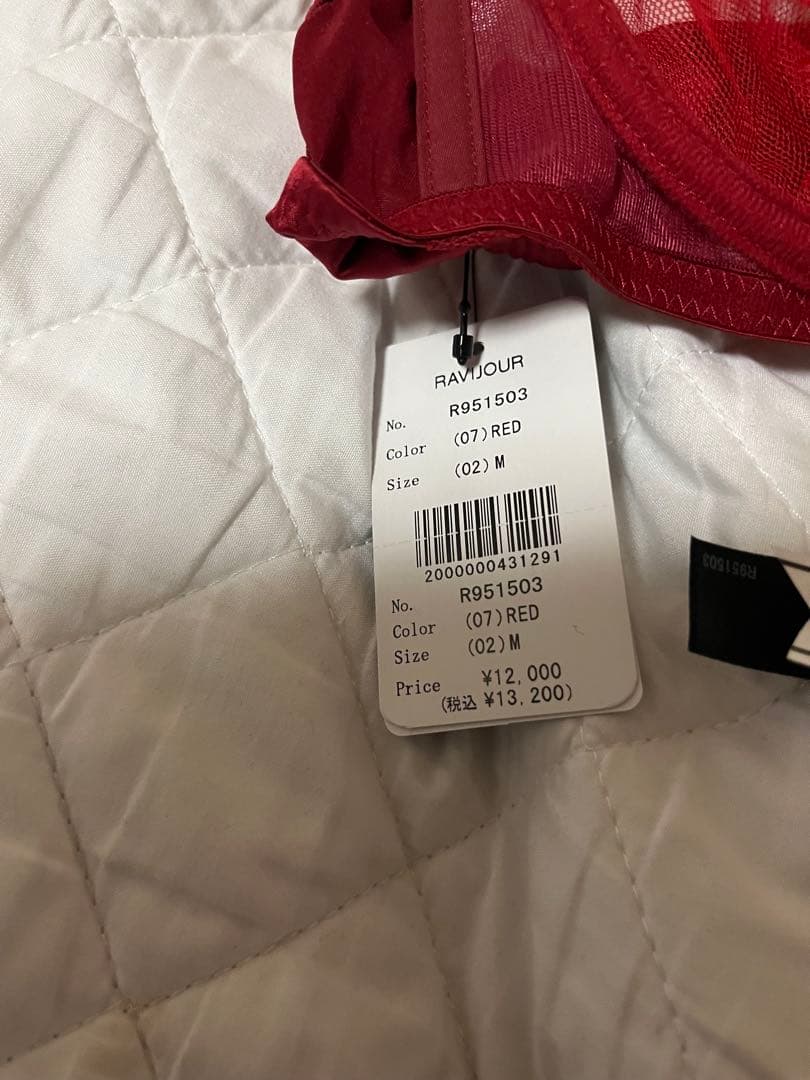 RAVIJOUR
No. R951503
Color (07)RED
Size (02)M
2000000431291
No. R951503
Color (07)RED
Size (02)M
Price ¥12,000
(税込 ¥13,200)
R951503